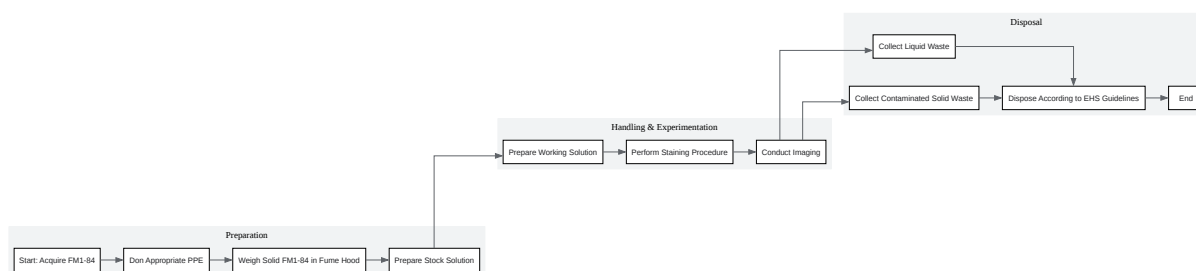 Disposal
Collect Liquid Waste
Collect Contaminated Solid Waste
Dispose According to EHS Guidelines
End
Handling & Experimentation
Prepare Working Solution
Perform Staining Procedure
Conduct Imaging
Preparation
Start: Acquire FM1-84
Don Appropriate PPE
Weigh Solid FM1-84 in Fume Hood
Prepare Stock Solution